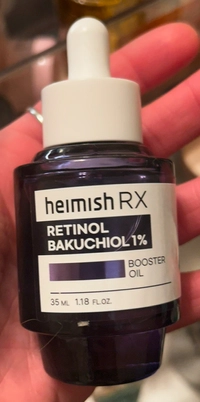 heimish RX
RETINOL
BAKUCHIOL 1%
BOOSTER
OIL
35 ML 1.18 FL.OZ.